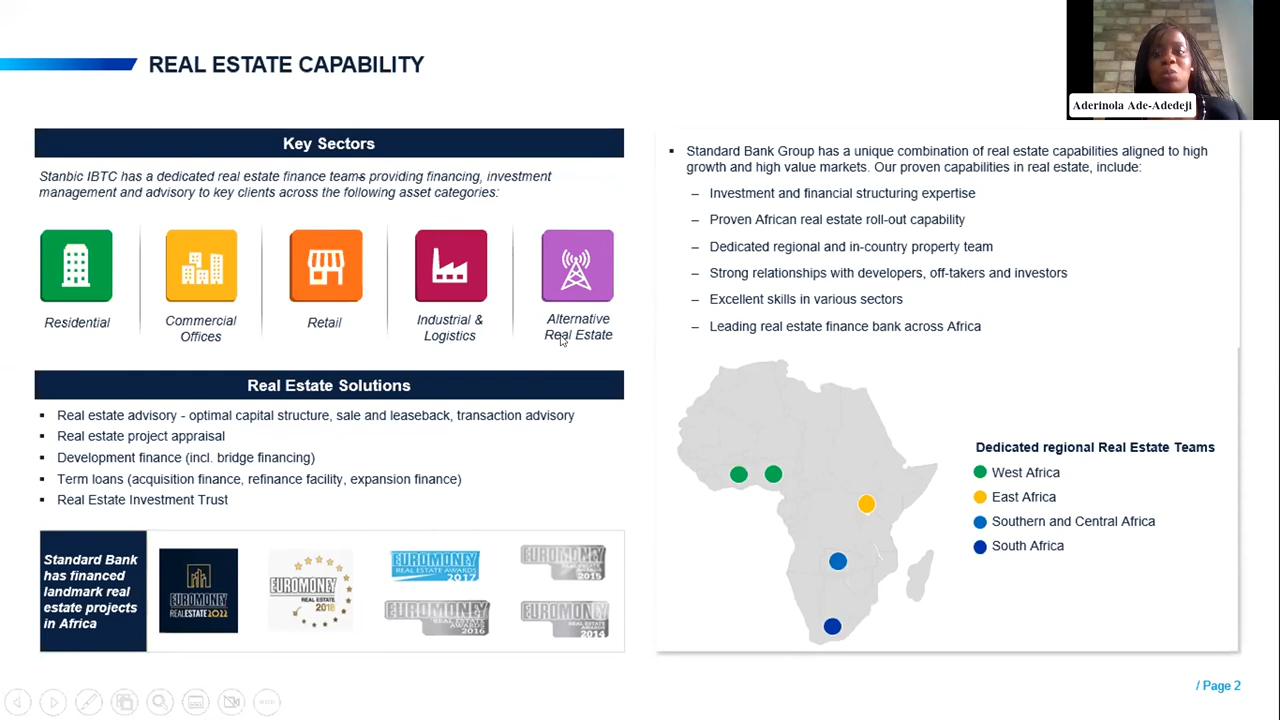 REAL ESTATE CAPABILITY
Aderinola Ade-Adedeji
Key Sectors
Stanbic IBTC has a dedicated real estate finance teams providing financing, investment
management and advisory to key clients across the following asset categories:
Residential
Commercial
Offices
Retail
Industrial &
Logistics
Alternative
Real Estate
Real Estate Solutions
▪ Real estate advisory - optimal capital structure, sale and leaseback, transaction advisory
▪ Real estate project appraisal
▪ Development finance (incl. bridge financing)
▪ Term loans (acquisition finance, refinance facility, expansion finance)
▪ Real Estate Investment Trust
Standard Bank
has financed
landmark real
estate projects
in Africa
EUROMONEY
REAL ESTATE 2022
EUROMONEY
REAL ESTATE
2018
EUROMONEY
REAL ESTATE AWARDS
2017
EUROMONEY
REAL ESTATE
AWARDS
2016
EUROMONEY
2015
EUROMONEY
REAL ESTATE
AWARDS
2014
▪ Standard Bank Group has a unique combination of real estate capabilities aligned to high
growth and high value markets. Our proven capabilities in real estate, include:
– Investment and financial structuring expertise
– Proven African real estate roll-out capability
– Dedicated regional and in-country property team
– Strong relationships with developers, off-takers and investors
– Excellent skills in various sectors
– Leading real estate finance bank across Africa
Dedicated regional Real Estate Teams
West Africa
East Africa
Southern and Central Africa
South Africa
/ Page 2